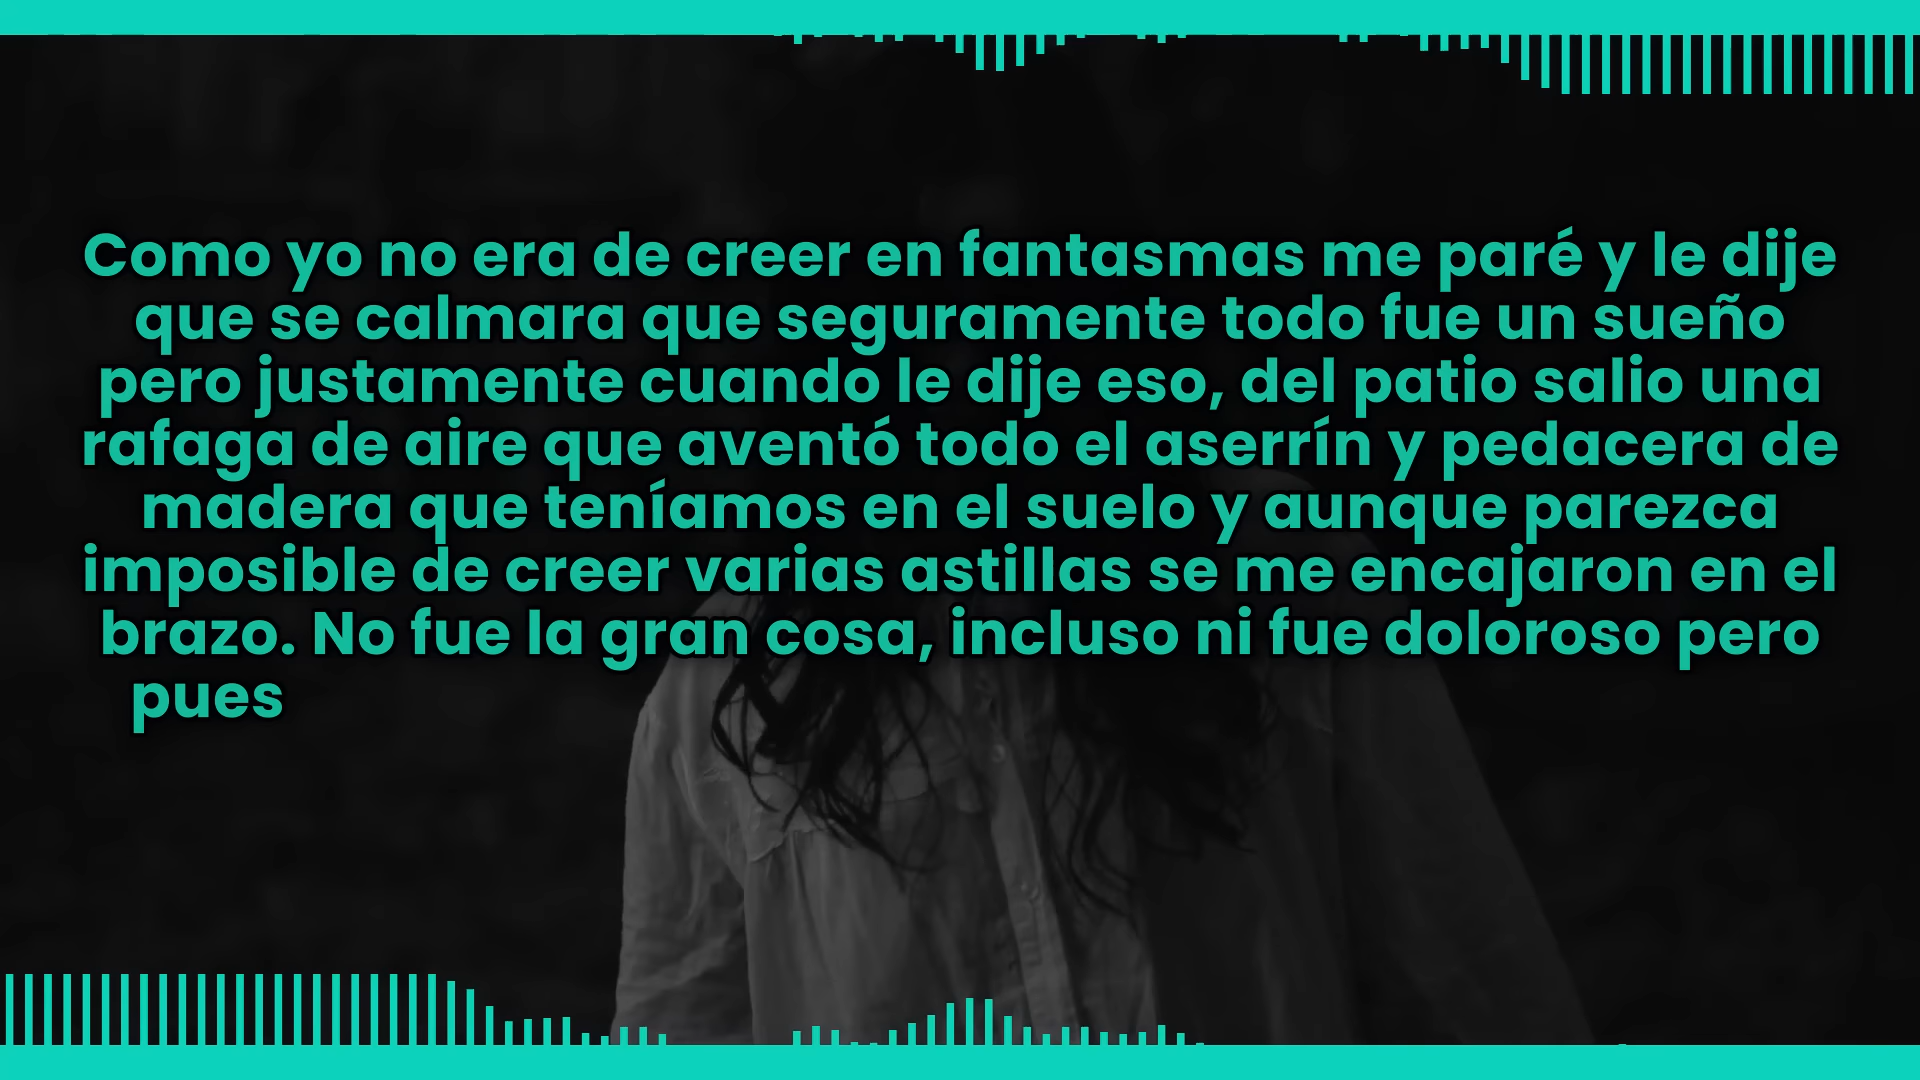 Como yo no era de creer en fantasmas me paré y le dije
que se calmara que seguramente todo fue un sueño
pero justamente cuando le dije eso, del patio salio una
rafaga de aire que aventó todo el aserrín y pedacera de
madera que teníamos en el suelo y aunque parezca
imposible de creer varias astillas se me encajaron en el
brazo. No fue la gran cosa, incluso ni fue doloroso pero
pues